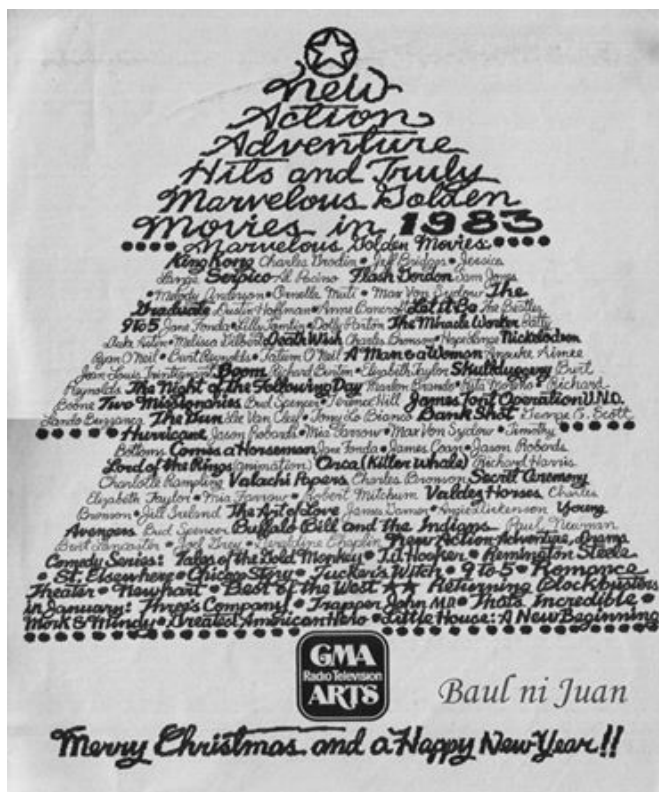 New
Action
Adventure
Hits and Truly
Marvelous Golden
Movies in 1983
Marvelous Golden Movies:
King Kong Charles Grodin • Jeff Bridges • Jessica
Lange Serpico Al Pacino Flash Gordon Sam Jones
• Melody Anderson • Ornella Muti • Max Von Sydow The
Graduate Dustin Hoffman • Anne Bancroft Let it Be The Beatles
9 to 5 Jane Fonda • Lilly Tomlin • Dolly Parton The Miracle Worker Patty
Duke Astin • Melissa Gilbert Death Wish Charles Bronson • Hope Lange Nickelodeon
Ryan O'Neil • Burt Reynolds • Tatum O'Neil A Man & a Woman Anouke Aimee
Jean-Louis Trintignant Boom Richard Burton • Elizabeth Taylor Skullduggery Burt
Reynolds The Night of the Following Day Marlon Brando • Rita Moreno • Richard
Boone Two Missionaries Bud Spencer • Terence Hill James Tont Operation U.N.O.
Lando Buzzanca The Gun Lee Van Cleef • Tony Lo Bianco Bank Shot George C. Scott
Hurricane Jason Robards • Mia Farrow • Max Von Sydow • Timothy
Bottoms Comes a Horseman Jane Fonda • James Caan • Jason Robards
Lord of the Rings (animation) Orca (Killer Whale) Richard Harris
Charlotte Rampling Valachi Papers Charles Bronson Secret Ceremony
Elizabeth Taylor • Mia Farrow • Robert Mitchum Valdez Horses Charles
Bronson • Jill Ireland The Art of Love James Garner • Angie Dickenson Young
Avengers Bud Spencer Buffalo Bill and the Indians Paul Newman
Burt Lancaster • Joel Grey • Geraldine Chaplin New Action-Adventure, Drama
Comedy Series: Tales of the Gold Monkey • T.J. Hooker • Remington Steele
• St. Elsewhere • Chicago Story • Tucker's Witch • 9 to 5 • Romance
Theater • Newhart • Best of the West ★★ Returning Blockbusters
in January: Three's Company • Trapper John M.D. • That's Incredible •
Mork & Mindy • Greatest American Hero • Little House: A New Beginning
GMA
Radio Television
ARTS
Baul ni Juan
Merry Christmas and a Happy New Year!!